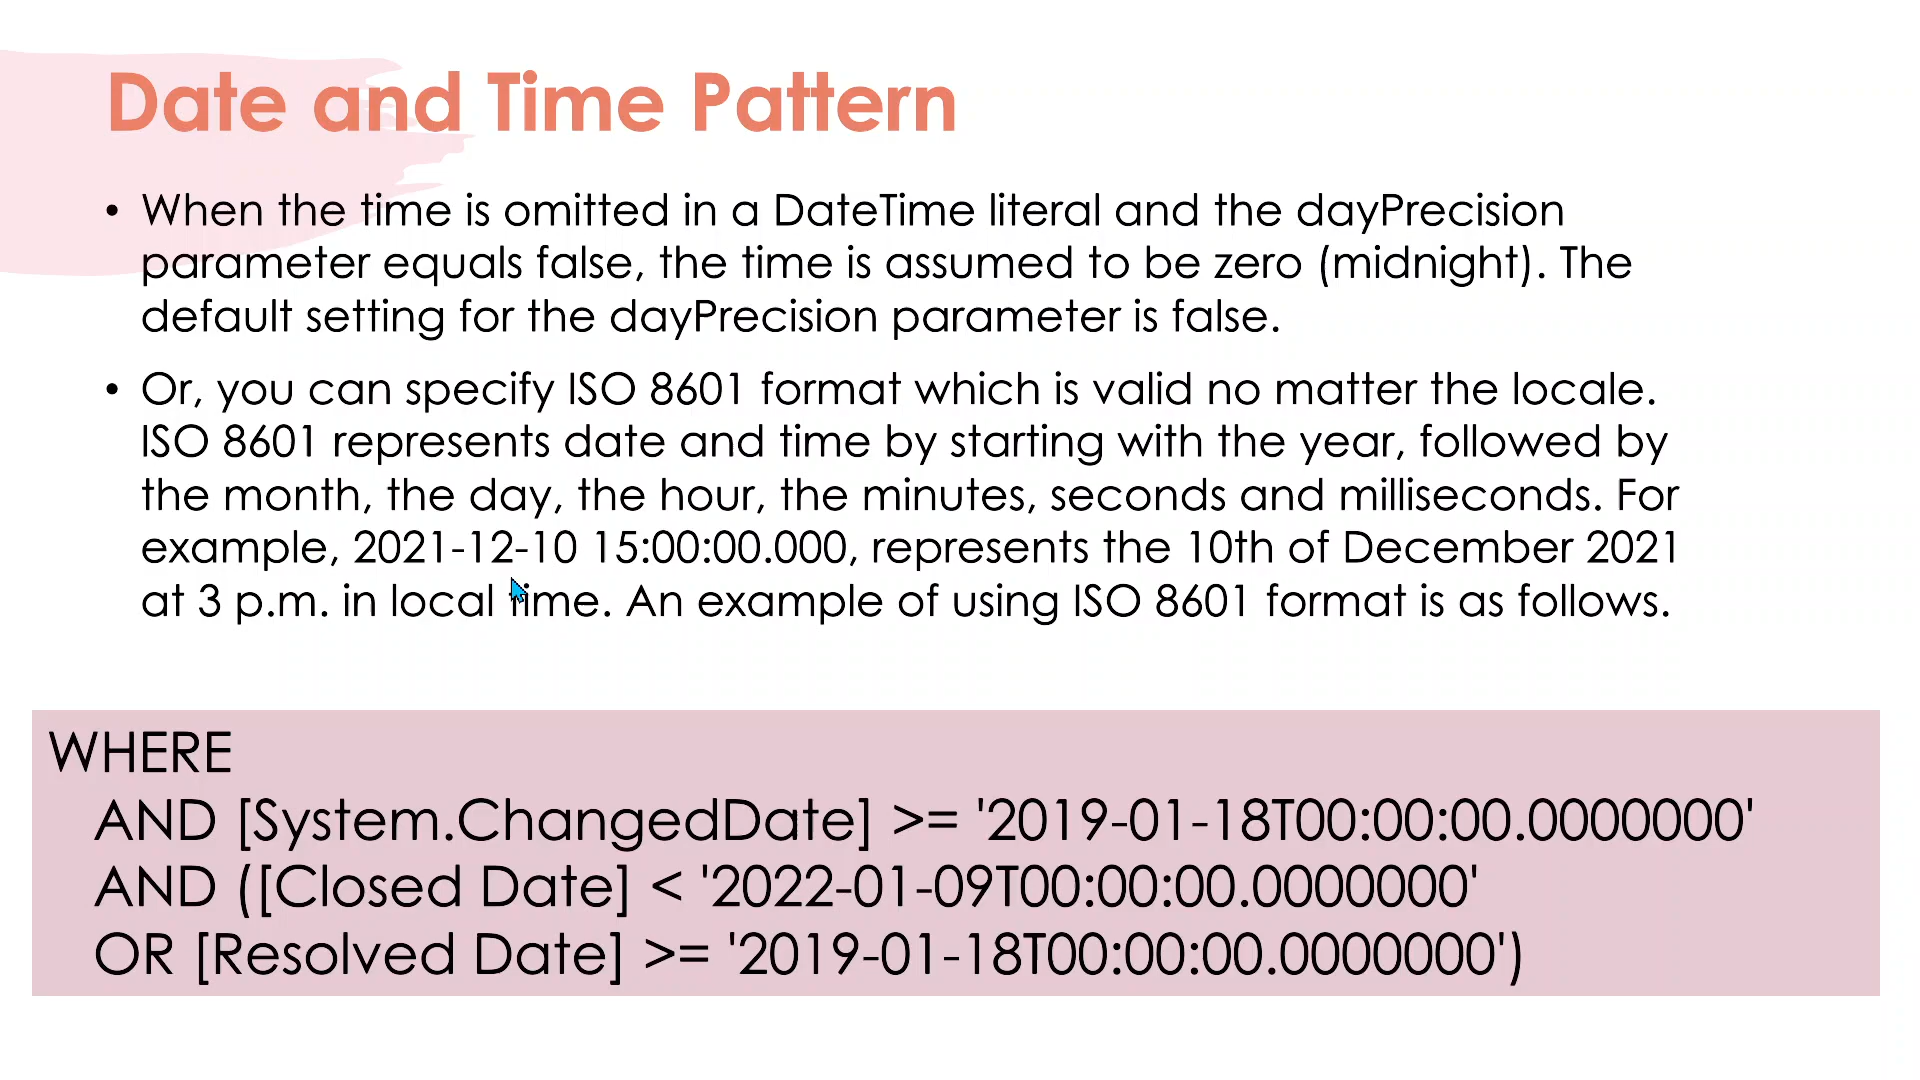 Date and Time Pattern
• When the time is omitted in a DateTime literal and the dayPrecision
parameter equals false, the time is assumed to be zero (midnight). The
default setting for the dayPrecision parameter is false.
• Or, you can specify ISO 8601 format which is valid no matter the locale.
ISO 8601 represents date and time by starting with the year, followed by
the month, the day, the hour, the minutes, seconds and milliseconds. For
example, 2021-12-10 15:00:00.000, represents the 10th of December 2021
at 3 p.m. in local time. An example of using ISO 8601 format is as follows.
WHERE
AND [System.ChangedDate] >= '2019-01-18T00:00:00.0000000'
AND ([Closed Date] < '2022-01-09T00:00:00.0000000'
OR [Resolved Date] >= '2019-01-18T00:00:00.0000000')